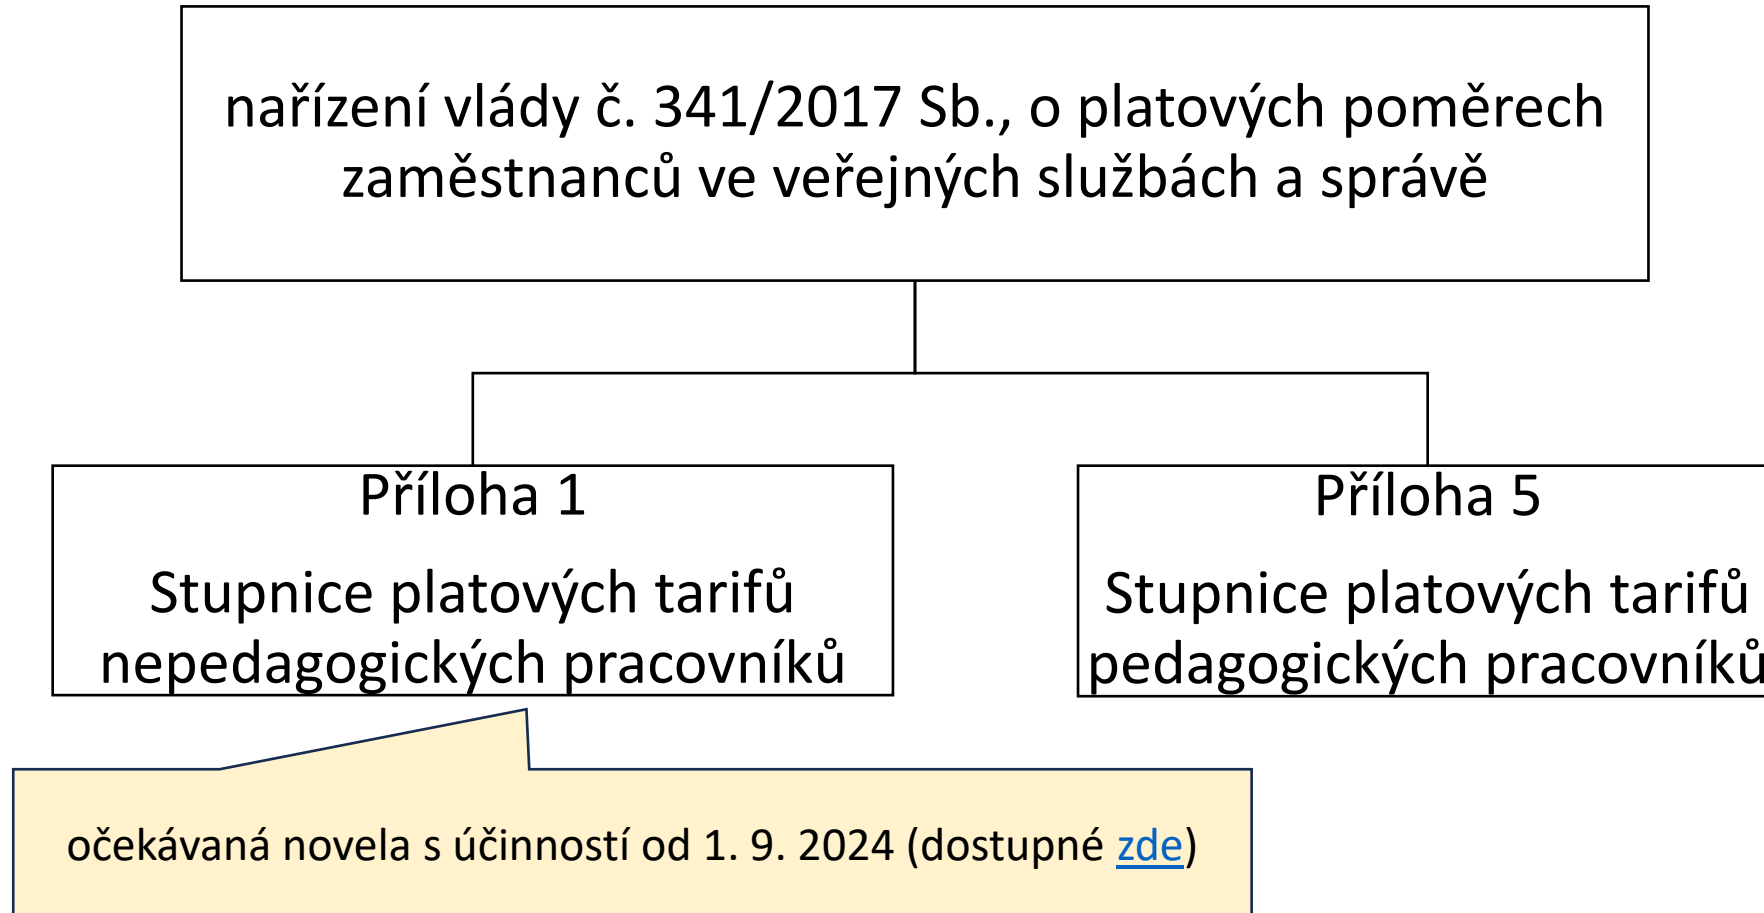 nařízení vlády č. 341/2017 Sb., o platových poměrech
zaměstnanců ve veřejných službách a správě
Příloha 1
Stupnice platových tarifů
nepedagogických pracovníků
Příloha 5
Stupnice platových tarifů
pedagogických pracovníků
očekávaná novela s účinností od 1. 9. 2024 (dostupné zde)